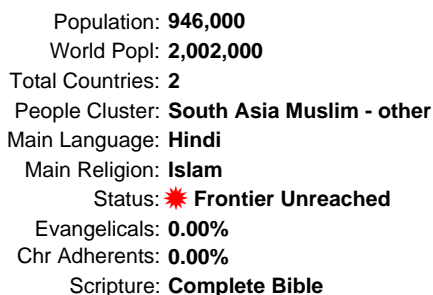 Population: 946,000
World Popl: 2,002,000
Total Countries: 2
People Cluster: South Asia Muslim - other
Main Language: Hindi
Main Religion: Islam
Status: Frontier Unreached
Evangelicals: 0.00%
Chr Adherents: 0.00%
Scripture: Complete Bible